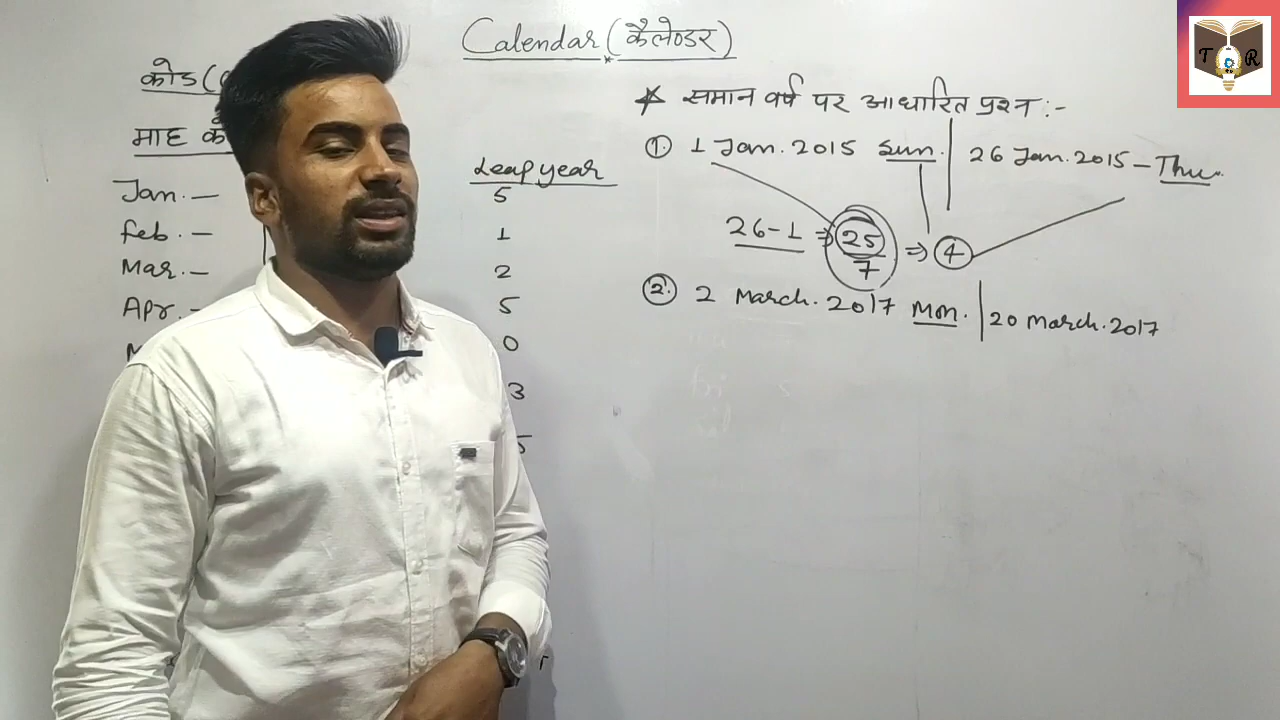 Calendar (कैलेण्डर)
कोड (
माह
Jan. —
Feb. —
Mar. —
Apr. -
Leap year
5
1
2
5
0
3
5
* समान वर्ष पर आधारित प्रश्न :-
1. 1 Jan. 2015 Sun. | 26 Jan. 2015 - Thu.
26-1 ⇒ 25/7 ⇒ 4
2. 2 March. 2017 Mon. | 20 March. 2017
T R